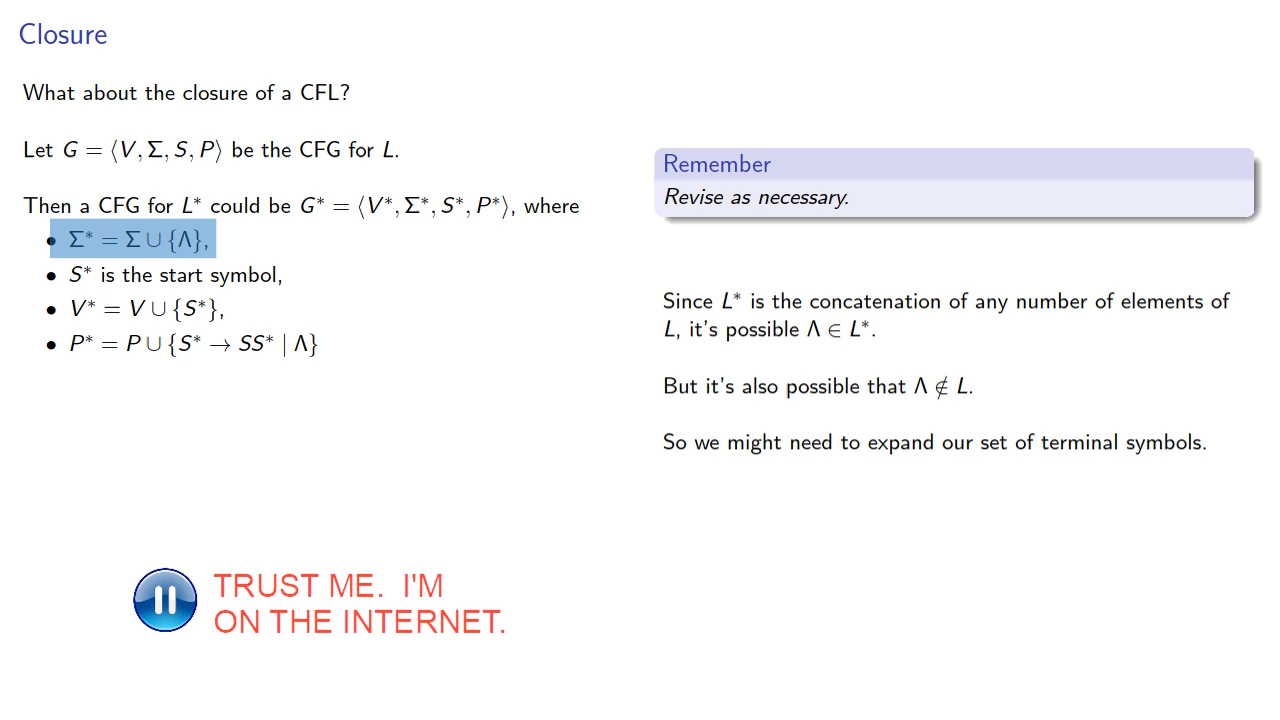 Closure
What about the closure of a CFL?
Let G = ⟨V, Σ, S, P⟩ be the CFG for L.
Then a CFG for L* could be G* = ⟨V*, Σ*, S*, P*⟩, where
• Σ* = Σ ∪ {Λ},
• S* is the start symbol,
• V* = V ∪ {S*},
• P* = P ∪ {S* → SS* | Λ}
Remember
Revise as necessary.
Since L* is the concatenation of any number of elements of
L, it's possible Λ ∈ L*.
But it's also possible that Λ ∉ L.
So we might need to expand our set of terminal symbols.
TRUST ME. I'M
ON THE INTERNET.